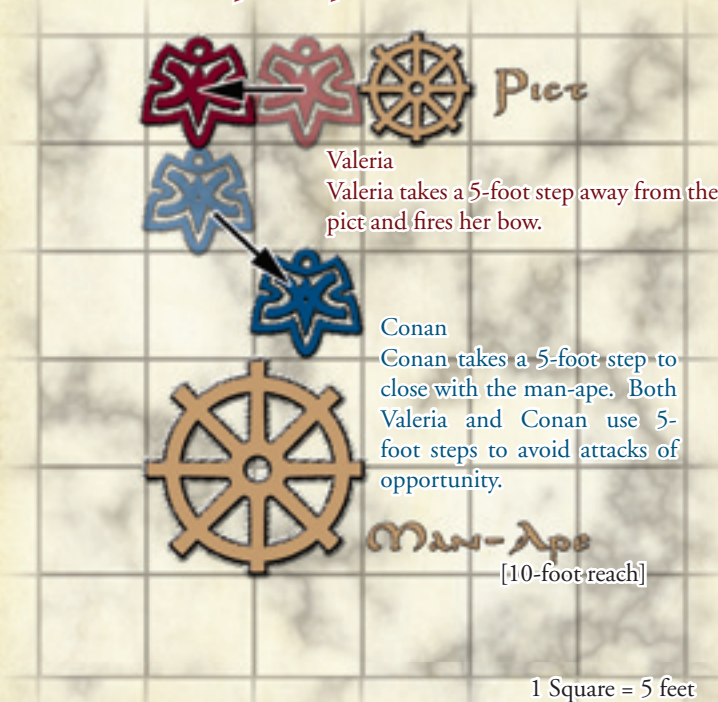 Pict
Valeria
Valeria takes a 5-foot step away from the
pict and fires her bow.
Conan
Conan takes a 5-foot step to
close with the man-ape. Both
Valeria and Conan use 5-
foot steps to avoid attacks of
opportunity.
Man-Ape
[10-foot reach]
1 Square = 5 feet